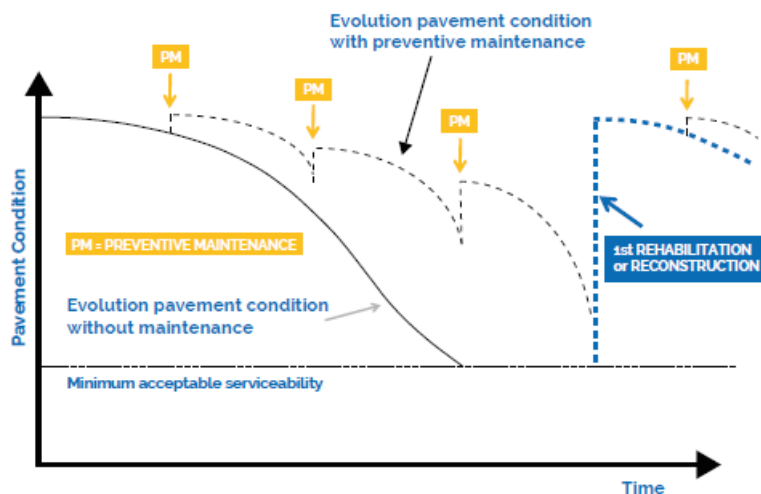 Evolution pavement condition
with preventive maintenance
PM
PM
PM
PM
Pavement Condition
PM = PREVENTIVE MAINTENANCE
1st REHABILITATION
or RECONSTRUCTION
Evolution pavement condition
without maintenance
Minimum acceptable serviceability
Time